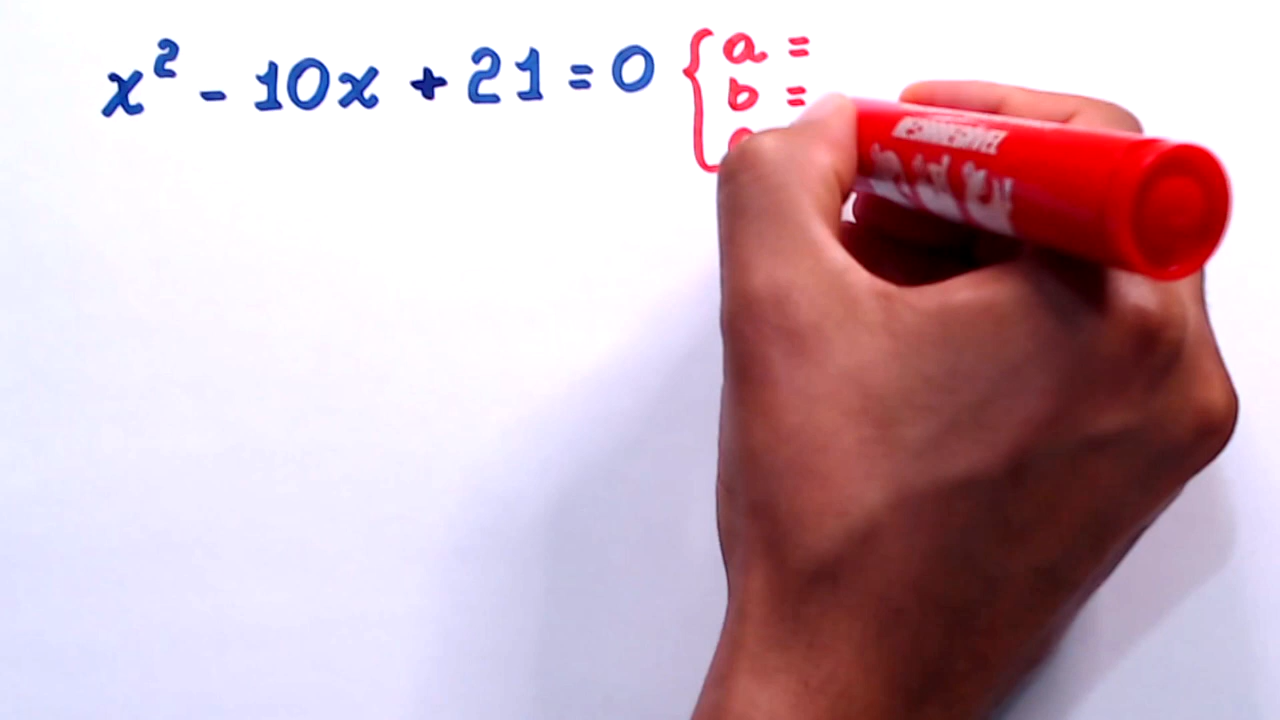 x² - 10x + 21 = 0
a =
b =